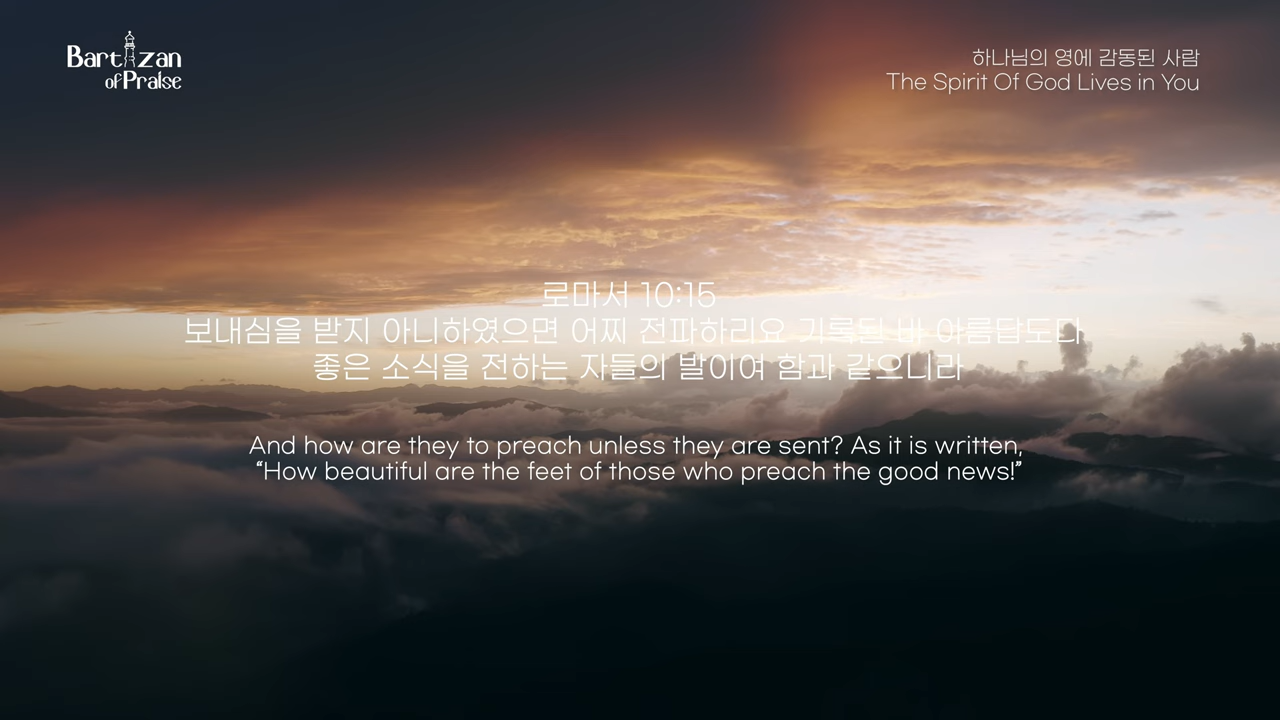 Bartizan
of Praise
하나님의 영에 감동된 사람
The Spirit Of God Lives in You
로마서 10:15
보내심을 받지 아니하였으면 어찌 전파하리요 기록된 바 아름답도다
좋은 소식을 전하는 자들의 발이여 함과 같으니라
And how are they to preach unless they are sent? As it is written,
“How beautiful are the feet of those who preach the good news!”